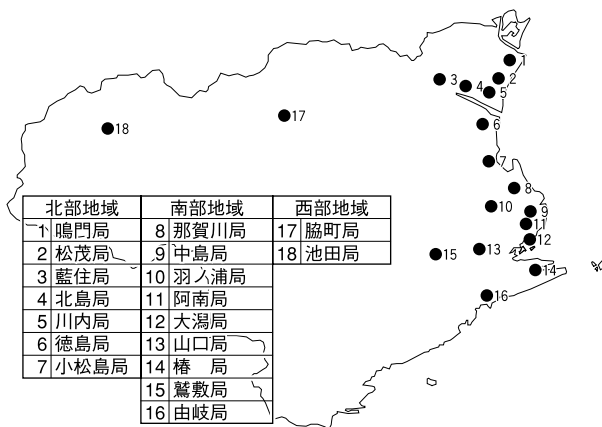 1
2
3 4
5
6
17
18
7
8
10
9
11
12
13
15
14
16
北部地域 南部地域 西部地域
1 鳴門局 8 那賀川局 17 脇町局
2 松茂局 9 中島局 18 池田局
3 藍住局 10 羽ノ浦局
4 北島局 11 阿南局
5 川内局 12 大潟局
6 徳島局 13 山口局
7 小松島局 14 椿 局
15 鷲敷局
16 由岐局